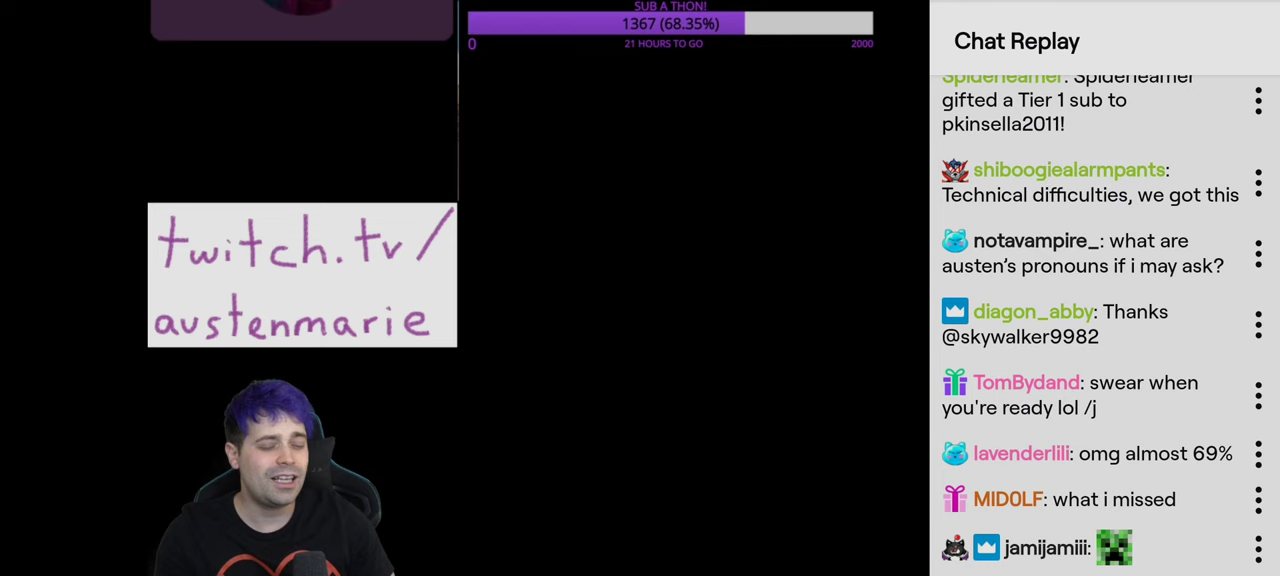 SUB A THON!
1367 (68.35%)
0
21 HOURS TO GO
2000
twitch.tv/
austenmarie
Chat Replay
Spiderleamer: Spiderleamer
gifted a Tier 1 sub to
pkinsella2011!
shiboogiealarmpants:
Technical difficulties, we got this
notavampire_: what are
austen’s pronouns if i may ask?
diagon_abby: Thanks
@skywalker9982
TomBydand: swear when
you're ready lol /j
lavenderlili: omg almost 69%
MID0LF: what i missed
jamijamiii: